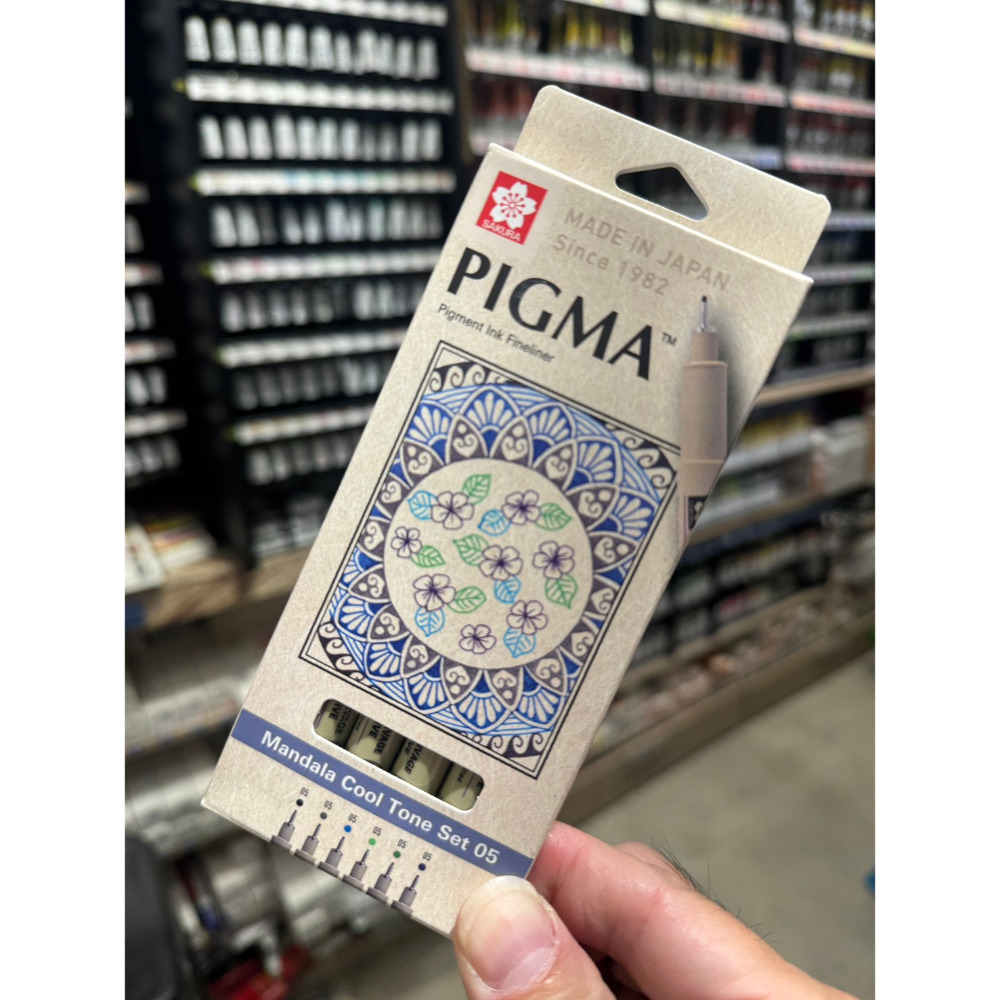 SAKURA
MADE IN JAPAN
Since 1982
PIGMA™
Pigment Ink Fineliner
Mandala Cool Tone Set 05
05 05 05 05 05 05